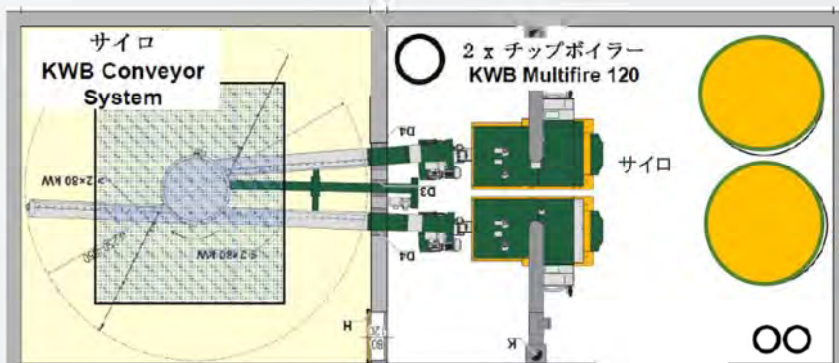 サイロ
KWB Conveyor
System
2 x チップボイラー
KWB Multifire 120
サイロ
D4
D3
D4
> 2×80 kW
≤ 2×80 kW
H
K